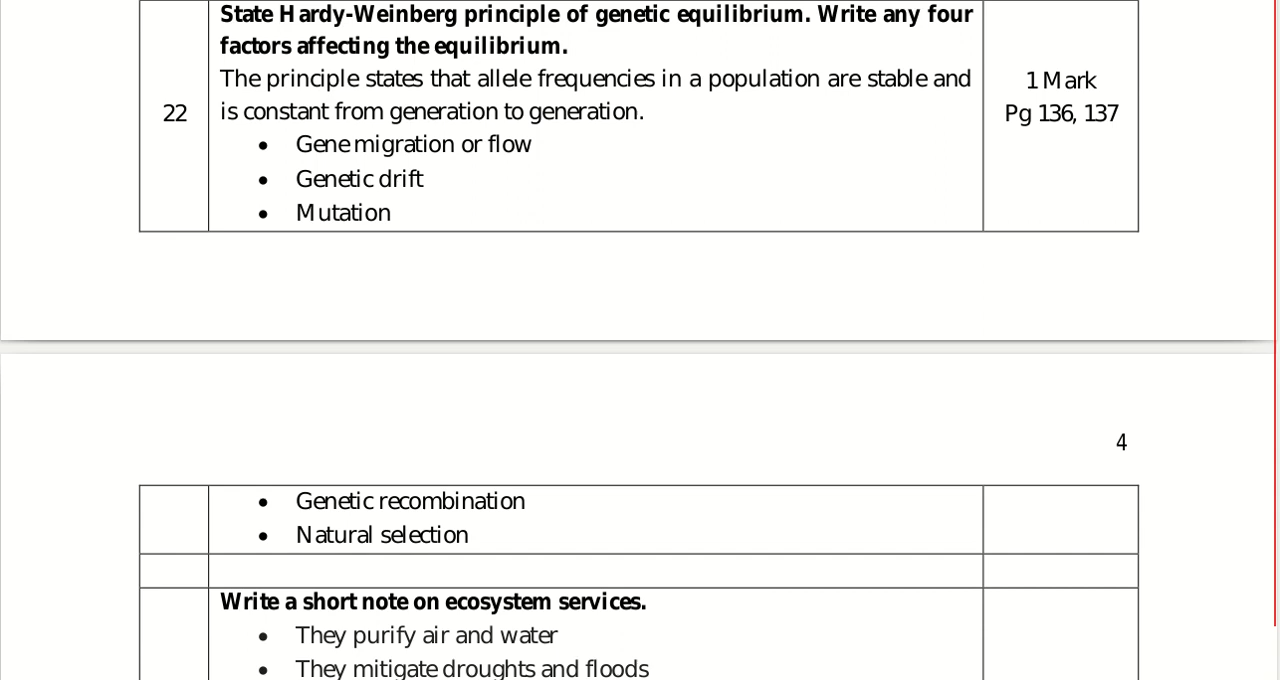 State Hardy-Weinberg principle of genetic equilibrium. Write any four
factors affecting the equilibrium.
The principle states that allele frequencies in a population are stable and
is constant from generation to generation.
• Gene migration or flow
• Genetic drift
• Mutation
22
1 Mark
Pg 136, 137
4
• Genetic recombination
• Natural selection
Write a short note on ecosystem services.
• They purify air and water
• They mitigate droughts and floods